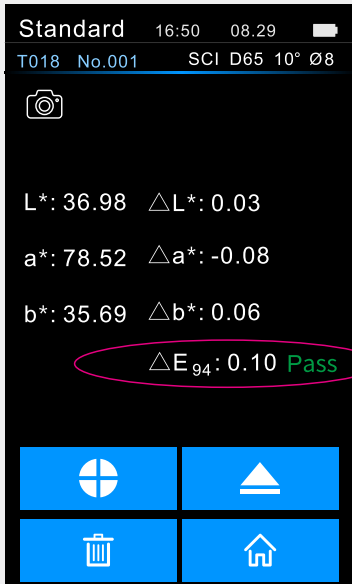 Standard 16:50 08.29
T018 No.001 SCI D65 10° Ø8
L*: 36.98 △L*: 0.03
a*: 78.52 △a*: -0.08
b*: 35.69 △b*: 0.06
△E94: 0.10 Pass